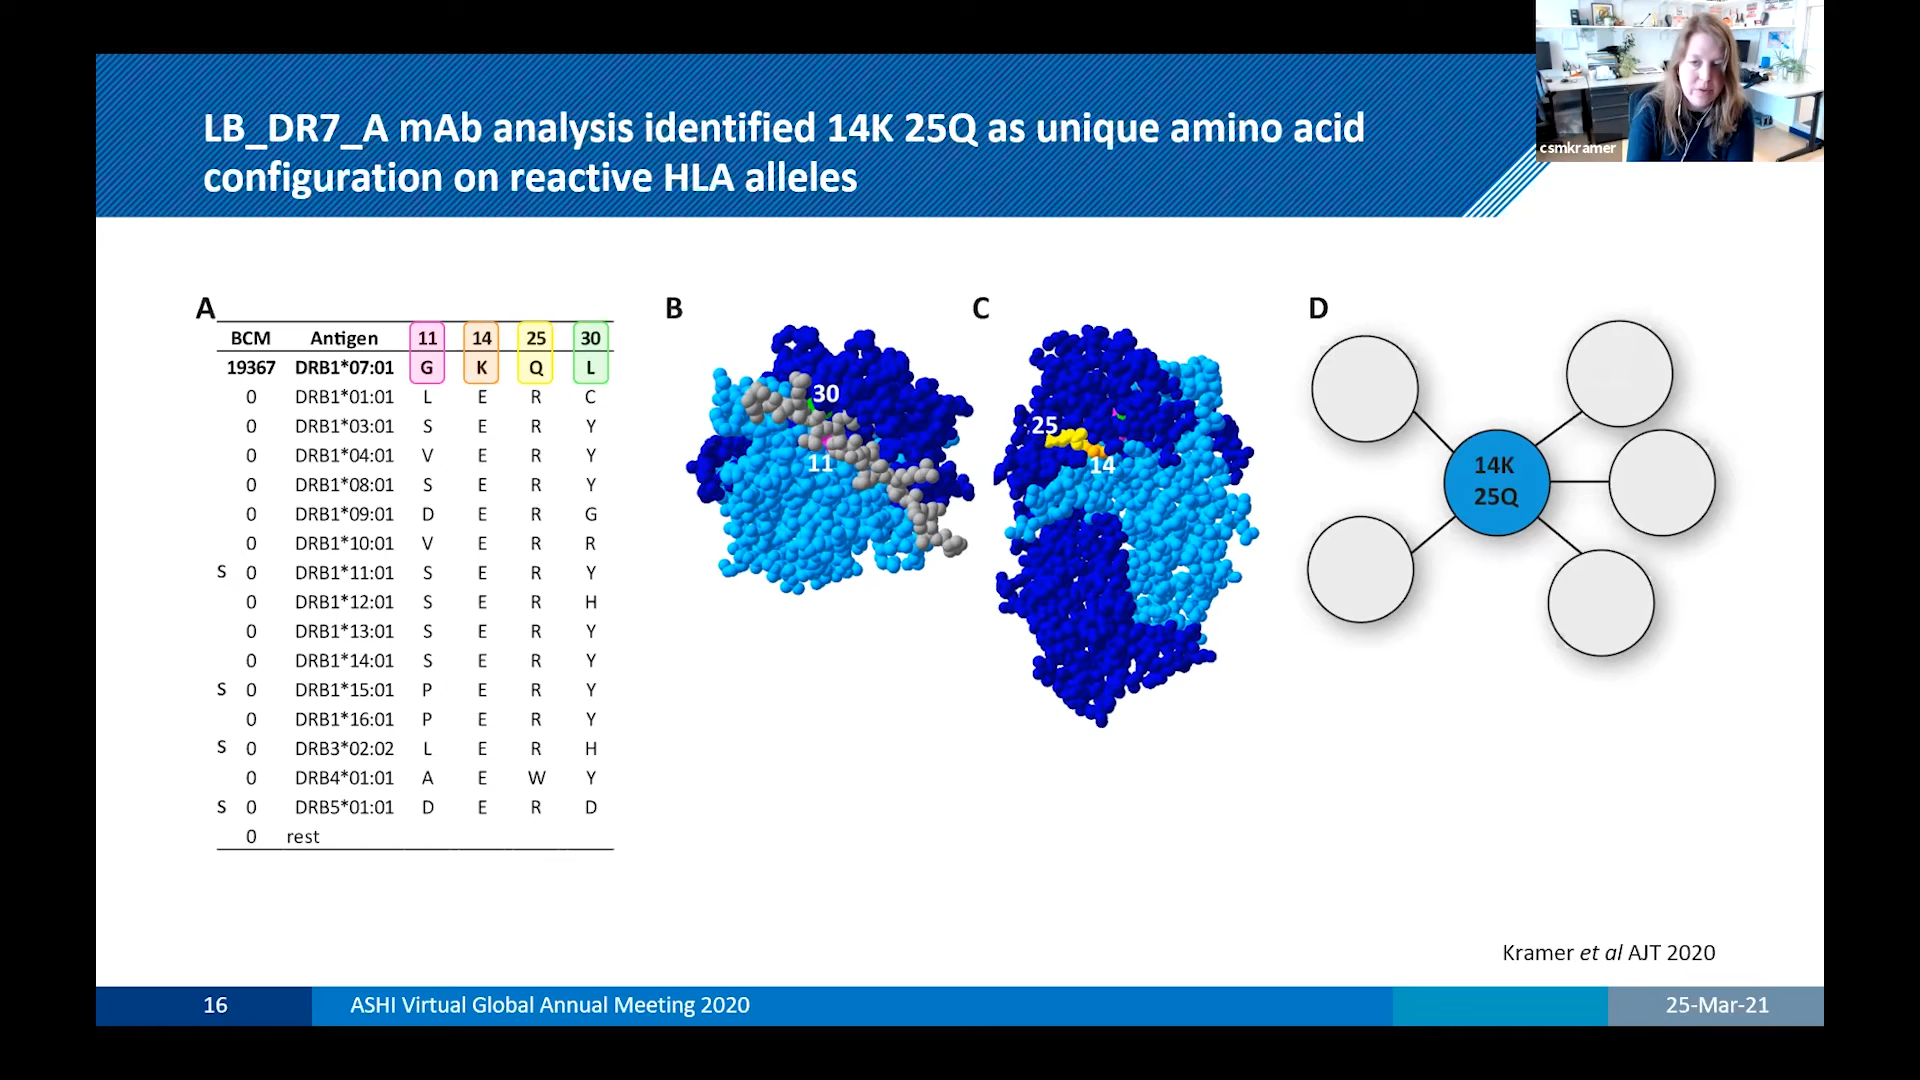 csmkramer
LB_DR7_A mAb analysis identified 14K 25Q as unique amino acid
configuration on reactive HLA alleles
A
BCM Antigen 11 14 25 30
19367 DRB1*07:01 G K Q L
0 DRB1*01:01 L E R C
0 DRB1*03:01 S E R Y
0 DRB1*04:01 V E R Y
0 DRB1*08:01 S E R Y
0 DRB1*09:01 D E R G
0 DRB1*10:01 V E R R
S 0 DRB1*11:01 S E R Y
0 DRB1*12:01 S E R H
0 DRB1*13:01 S E R Y
0 DRB1*14:01 S E R Y
S 0 DRB1*15:01 P E R Y
0 DRB1*16:01 P E R Y
S 0 DRB3*02:02 L E R H
0 DRB4*01:01 A E W Y
S 0 DRB5*01:01 D E R D
0 rest
B
30
11
C
25
14
D
14K
25Q
Kramer et al AJT 2020
16 ASHI Virtual Global Annual Meeting 2020 25-Mar-21